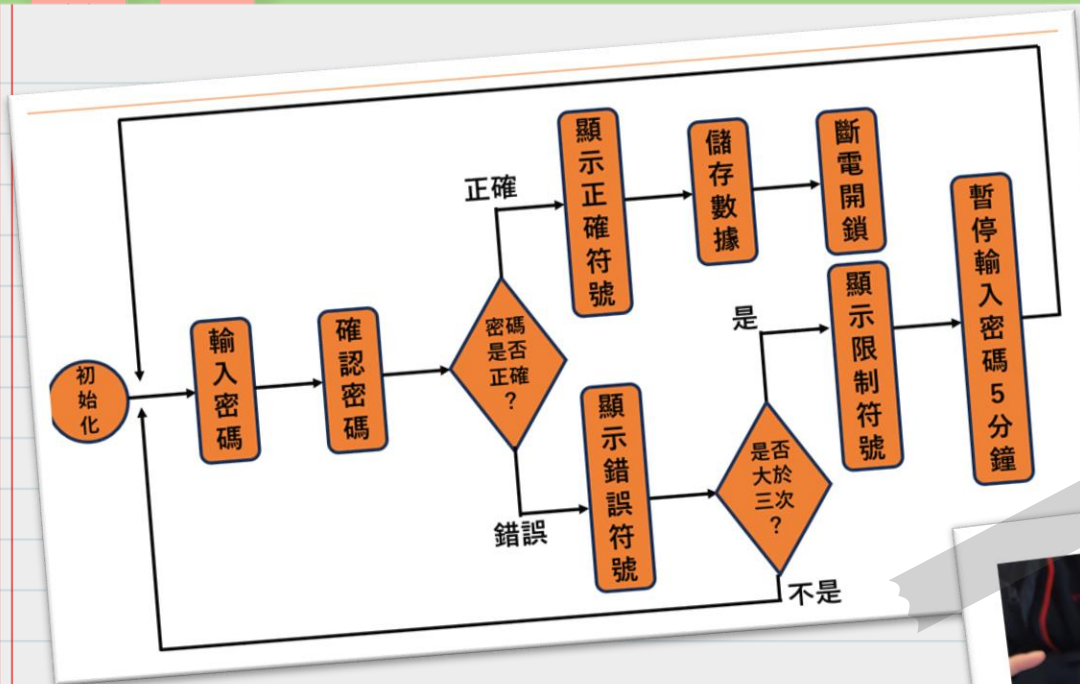 初始化
輸入密碼
確認密碼
密碼
是否
正確
?
正確
顯示正確符號
儲存數據
斷電開鎖
錯誤
顯示錯誤符號
是否
大於
三次
?
是
顯示限制符號
暫停輸入密碼5分鐘
不是